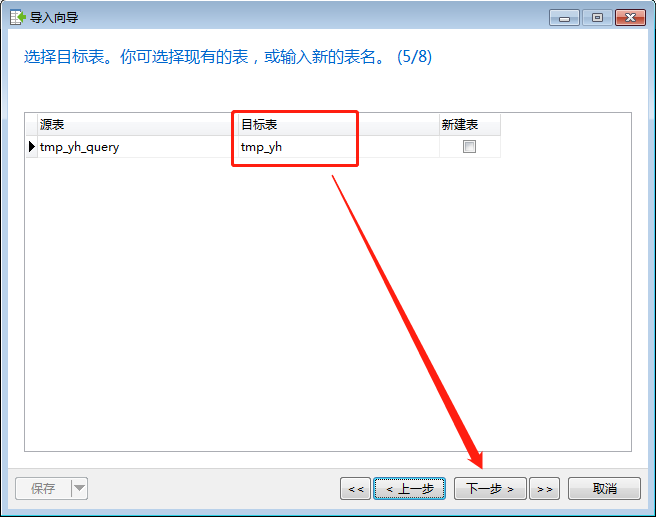 导入向导
选择目标表。你可选择现有的表，或输入新的表名。 (5/8)
源表 目标表 新建表
tmp_yh_query tmp_yh
保存 << < 上一步 下一步 > >> 取消